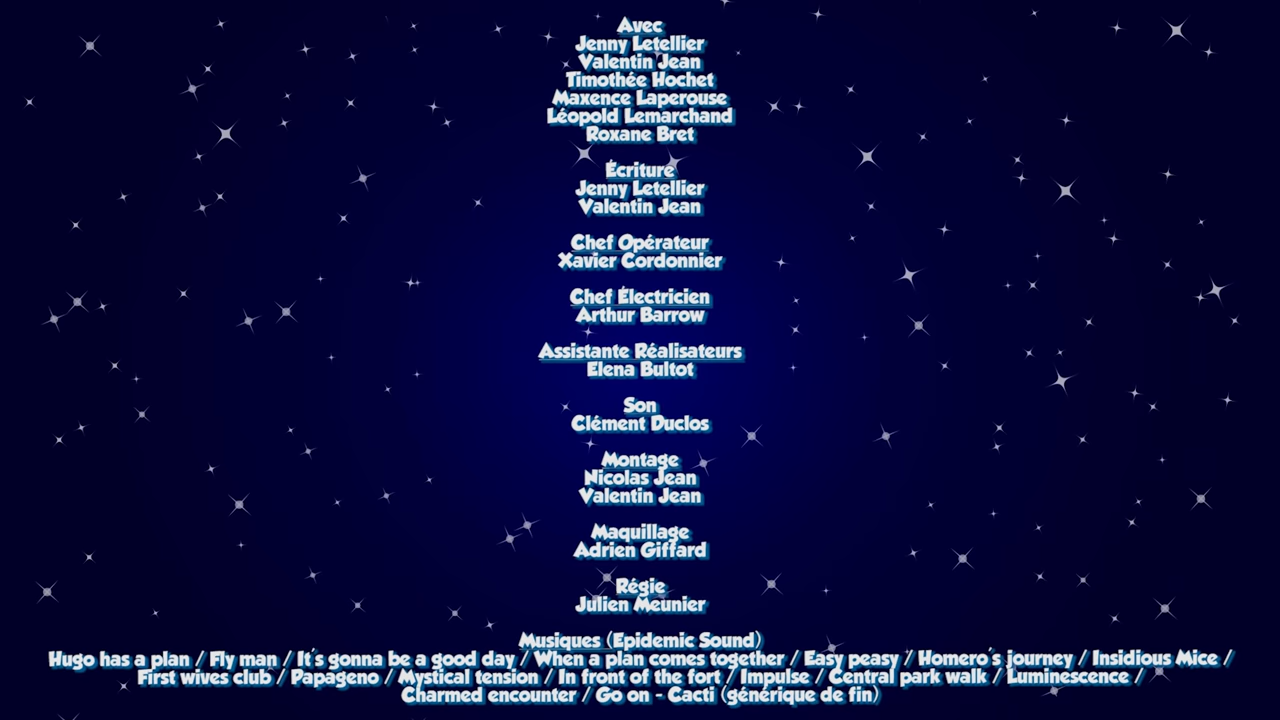 Avec
Jenny Letellier
Valentin Jean
Timothée Hochet
Maxence Laperouse
Léopold Lemarchand
Roxane Bret
Écriture
Jenny Letellier
Valentin Jean
Chef Opérateur
Xavier Cordonnier
Chef Électricien
Arthur Barrow
Assistante Réalisateurs
Elena Bultot
Son
Clément Duclos
Montage
Nicolas Jean
Valentin Jean
Maquillage
Adrien Giffard
Régie
Julien Meunier
Musiques (Epidemic Sound)
Hugo has a plan / Fly man / It's gonna be a good day / When a plan comes together / Easy peasy / Homero's journey / Insidious Mice /
First wives club / Papageno / Mystical tension / In front of the fort / Impulse / Central park walk / Luminescence /
Charmed encounter / Go on - Cacti (générique de fin)